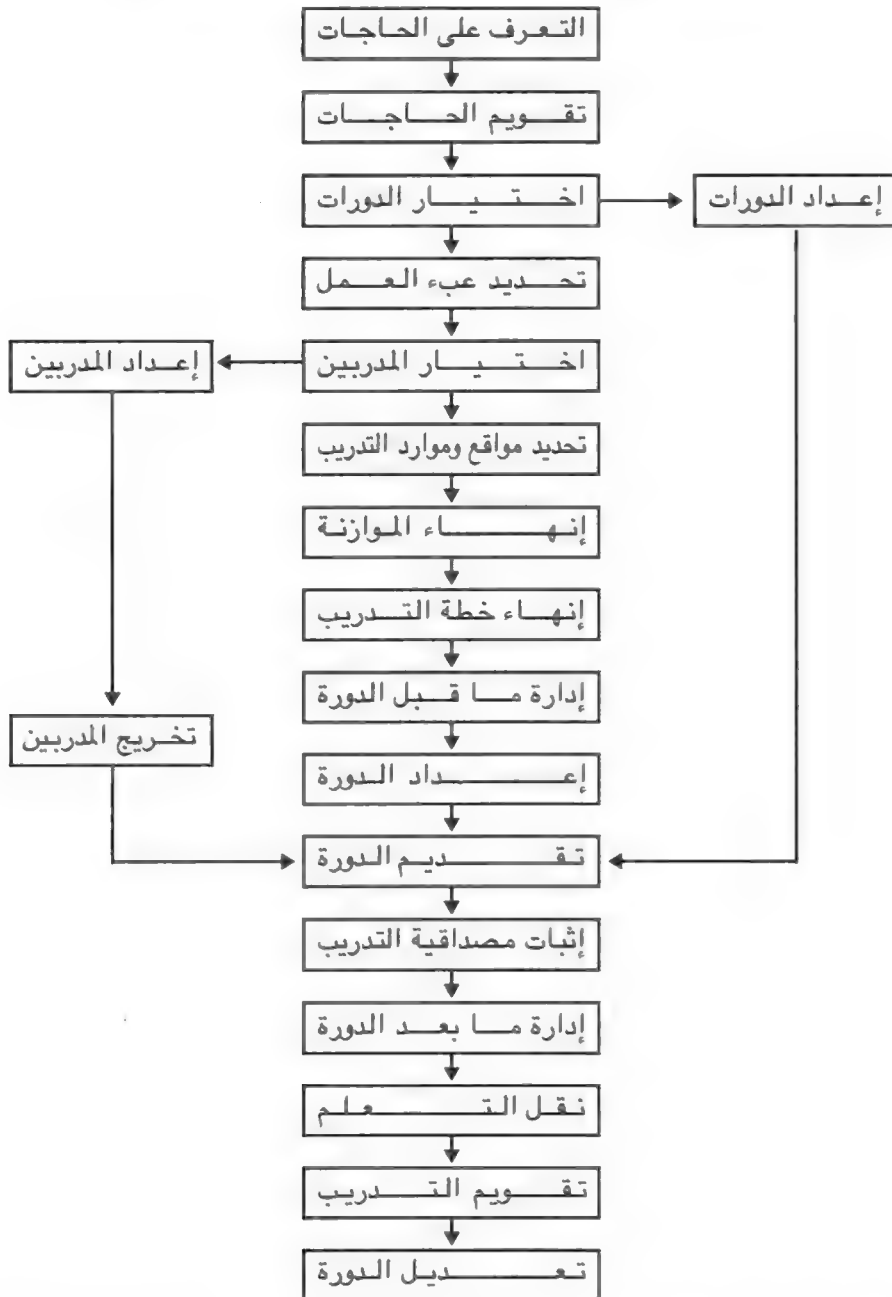 التعرف على الحاجات
تقويم الحاجات
اختيار الدورات
إعداد الدورات
تحديد عبء العمل
اختيار المدربين
إعداد المدربين
تحديد مواقع وموارد التدريب
إنهاء الموازنة
إنهاء خطة التدريب
إدارة ما قبل الدورة
تخريج المدربين
إعداد الدورة
تقديم الدورة
إثبات مصداقية التدريب
إدارة ما بعد الدورة
نقل التعلم
تقويم التدريب
تعديل الدورة